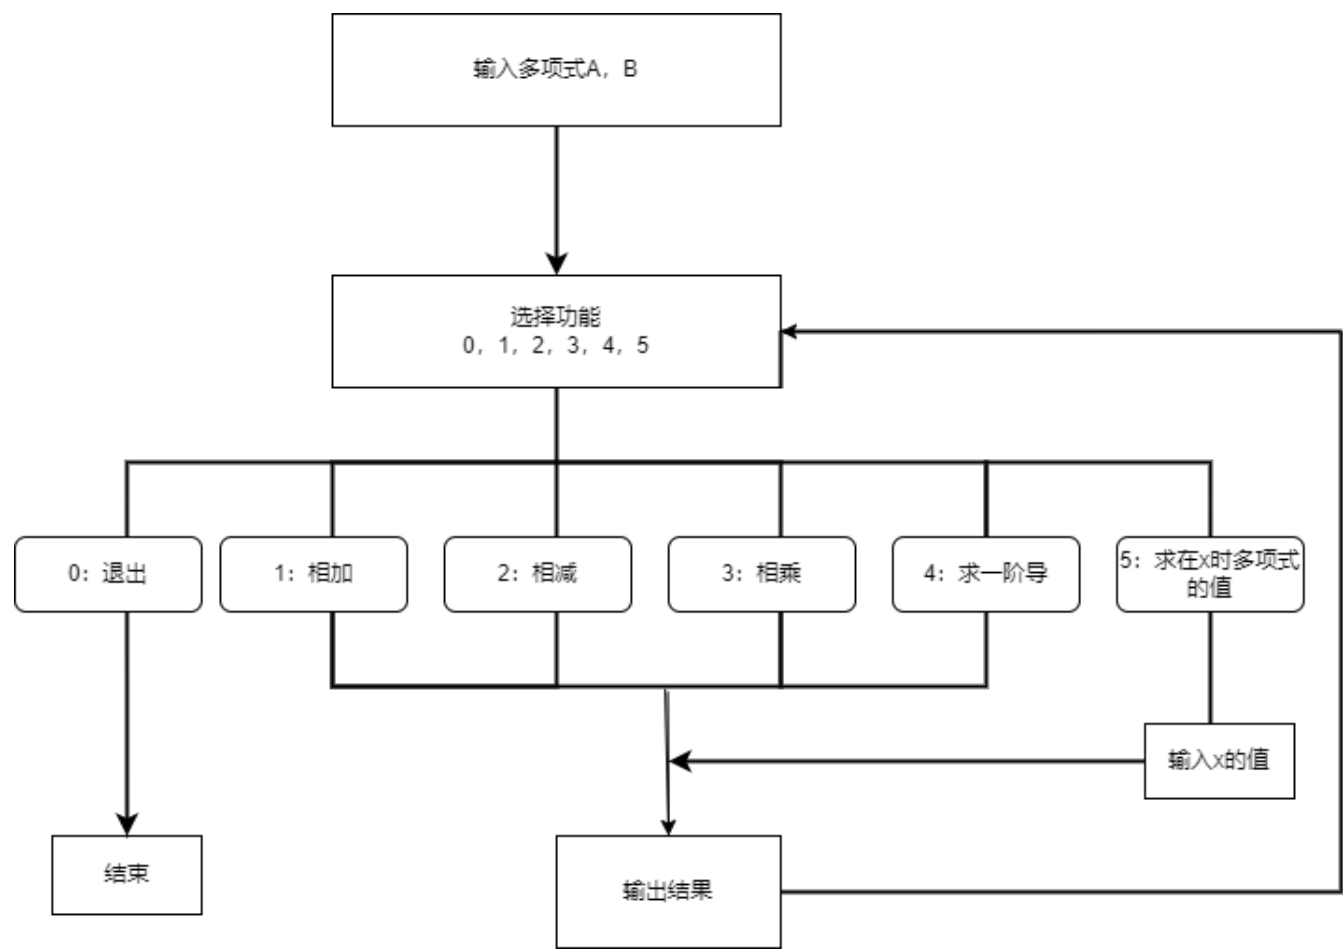 输入多项式A，B
选择功能
0，1，2，3，4，5
0：退出
1：相加
2：相减
3：相乘
4：求一阶导
5：求在x时多项式
的值
输入x的值
结束
输出结果